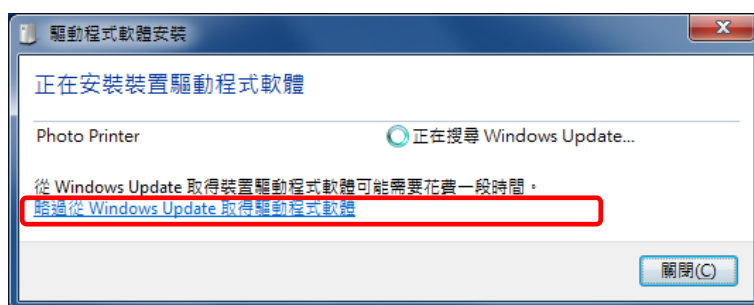 驅動程式軟體安裝
正在安裝裝置驅動程式軟體
Photo Printer 正在搜尋 Windows Update...
從 Windows Update 取得裝置驅動程式軟體可能需要花費一段時間。
略過從 Windows Update 取得驅動程式軟體
關閉(C)